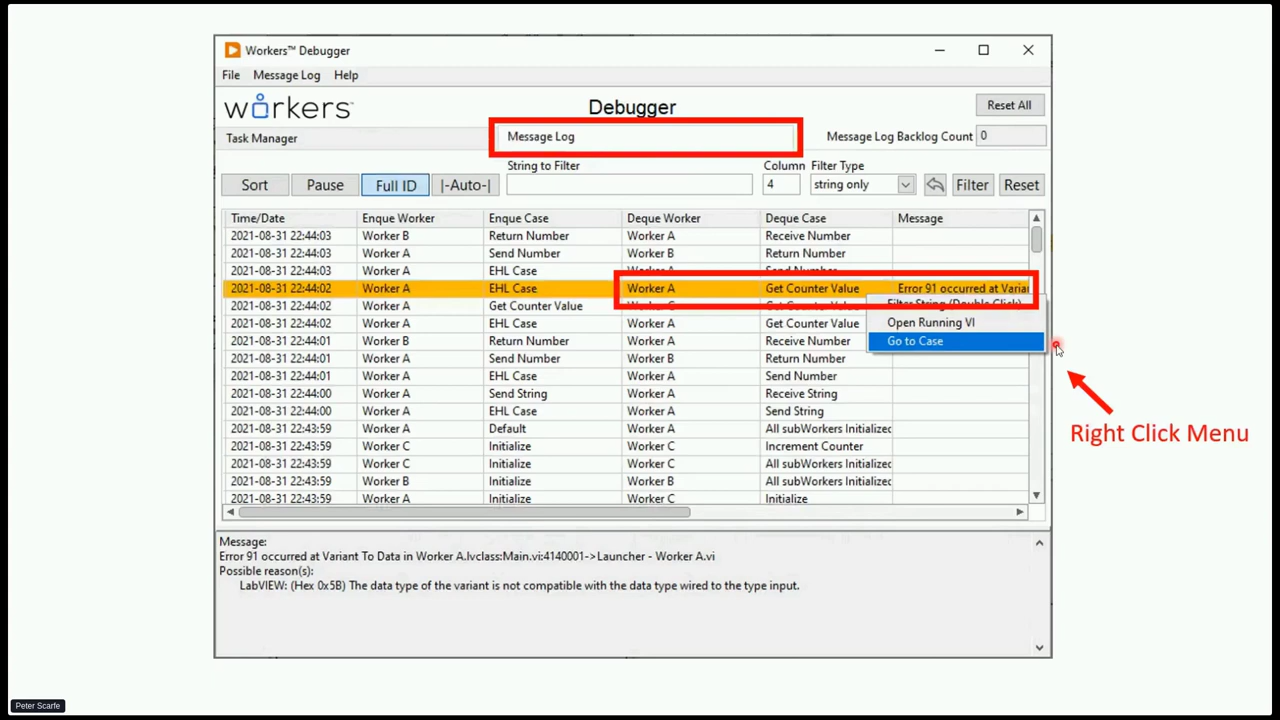 Workers™ Debugger
File Message Log Help
workers™ Debugger Reset All
Task Manager Message Log Message Log Backlog Count 0
String to Filter Column Filter Type
Sort Pause Full ID |-Auto-| 4 string only Filter Reset
Time/Date Enque Worker Enque Case Deque Worker Deque Case Message
2021-08-31 22:44:03 Worker B Return Number Worker A Receive Number
2021-08-31 22:44:03 Worker A Send Number Worker B Return Number
2021-08-31 22:44:03 Worker A EHL Case Worker A Send Number
2021-08-31 22:44:02 Worker A EHL Case Worker A Get Counter Value Error 91 occurred at Varian
2021-08-31 22:44:02 Worker A Get Counter Value Worker C Get Counter Value
Filter String (Double Click)
2021-08-31 22:44:02 Worker A EHL Case Worker A Get Counter Value Open Running VI
2021-08-31 22:44:01 Worker B Return Number Worker A Receive Number Go to Case
2021-08-31 22:44:01 Worker A Send Number Worker B Return Number
2021-08-31 22:44:01 Worker A EHL Case Worker A Send Number
2021-08-31 22:44:00 Worker A Send String Worker A Receive String
2021-08-31 22:44:00 Worker A EHL Case Worker A Send String
2021-08-31 22:43:59 Worker A Default Worker A All subWorkers Initialized
2021-08-31 22:43:59 Worker C Initialize Worker C Increment Counter
2021-08-31 22:43:59 Worker C Initialize Worker C All subWorkers Initialized
2021-08-31 22:43:59 Worker B Initialize Worker B All subWorkers Initialized
2021-08-31 22:43:59 Worker A Initialize Worker C Initialize
Right Click Menu
Message:
Error 91 occurred at Variant To Data in Worker A.lvclass:Main.vi:4140001->Launcher - Worker A.vi
Possible reason(s):
LabVIEW: (Hex 0x5B) The data type of the variant is not compatible with the data type wired to the type input.
Peter Scarfe